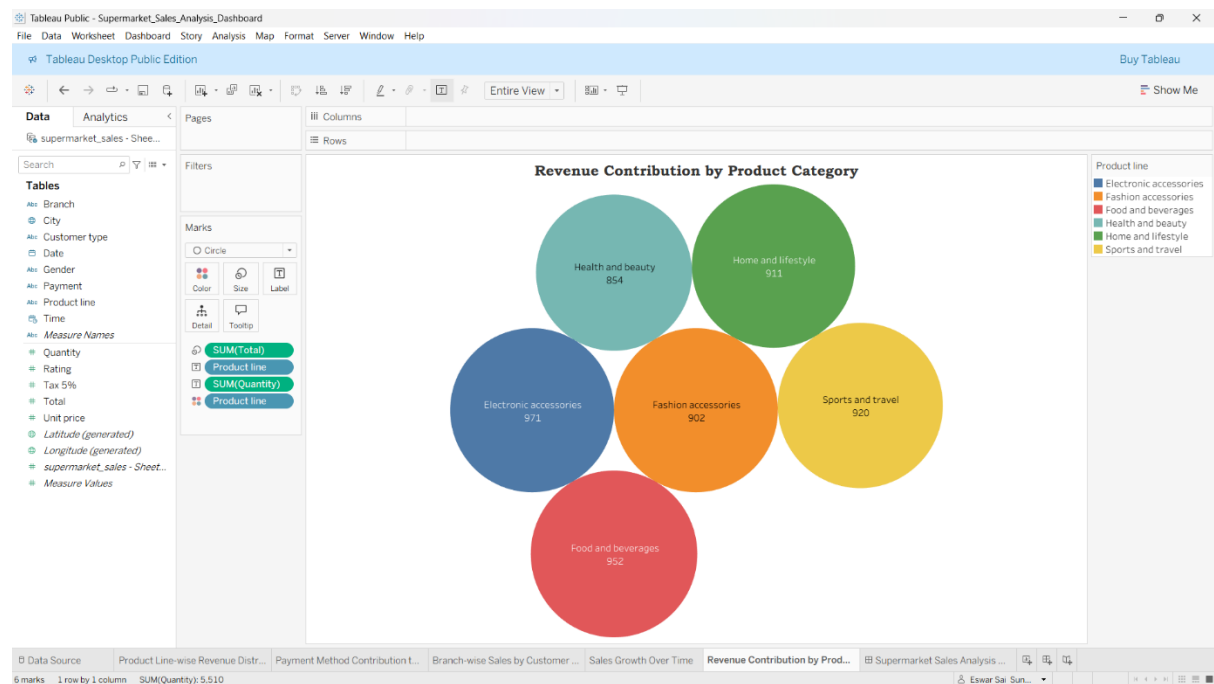 Tableau Public - Supermarket_Sales_Analysis_Dashboard
File Data Worksheet Dashboard Story Analysis Map Format Server Window Help
Tableau Desktop Public Edition
Buy Tableau
Entire View
Show Me
Data Analytics
supermarket_sales - Shee...
Search
Tables
Abc Branch
City
Abc Customer type
Date
Abc Gender
Abc Payment
Abc Product line
Time
Abc Measure Names
# Quantity
# Rating
# Tax 5%
# Total
# Unit price
Latitude (generated)
Longitude (generated)
# supermarket_sales - Sheet...
# Measure Values
Pages
Filters
Marks
Circle
Color Size Label
Detail Tooltip
SUM(Total)
Product line
SUM(Quantity)
Product line
Columns
Rows
Revenue Contribution by Product Category
Health and beauty
854
Home and lifestyle
911
Electronic accessories
971
Fashion accessories
902
Sports and travel
920
Food and beverages
952
Product line
Electronic accessories
Fashion accessories
Food and beverages
Health and beauty
Home and lifestyle
Sports and travel
Data Source Product Line-wise Revenue Distr... Payment Method Contribution t... Branch-wise Sales by Customer ... Sales Growth Over Time Revenue Contribution by Prod... Supermarket Sales Analysis ...
6 marks 1 row by 1 column SUM(Quantity): 5,510 Eswar Sai Sun...